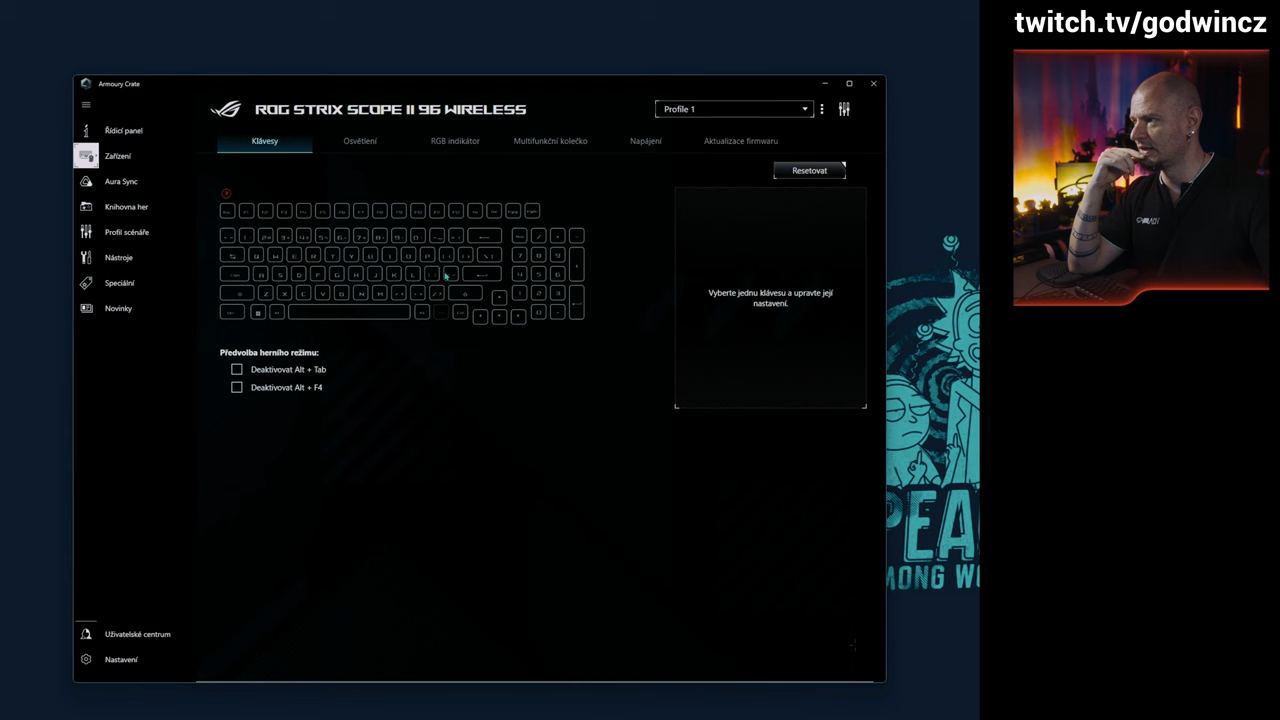 twitch.tv/godwincz
Armoury Crate
ROG STRIX SCOPE II 96 WIRELESS
Profile 1
Řídicí panel
Zařízení
Aura Sync
Knihovna her
Profil scénáře
Nástroje
Speciální
Novinky
Klávesy
Osvětlení
RGB indikátor
Multifunkční kolečko
Napájení
Aktualizace firmwaru
Resetovat
Vyberte jednu klávesu a upravte její
nastavení.
Předvolba herního režimu:
Deaktivovat Alt + Tab
Deaktivovat Alt + F4
Uživatelské centrum
Nastavení